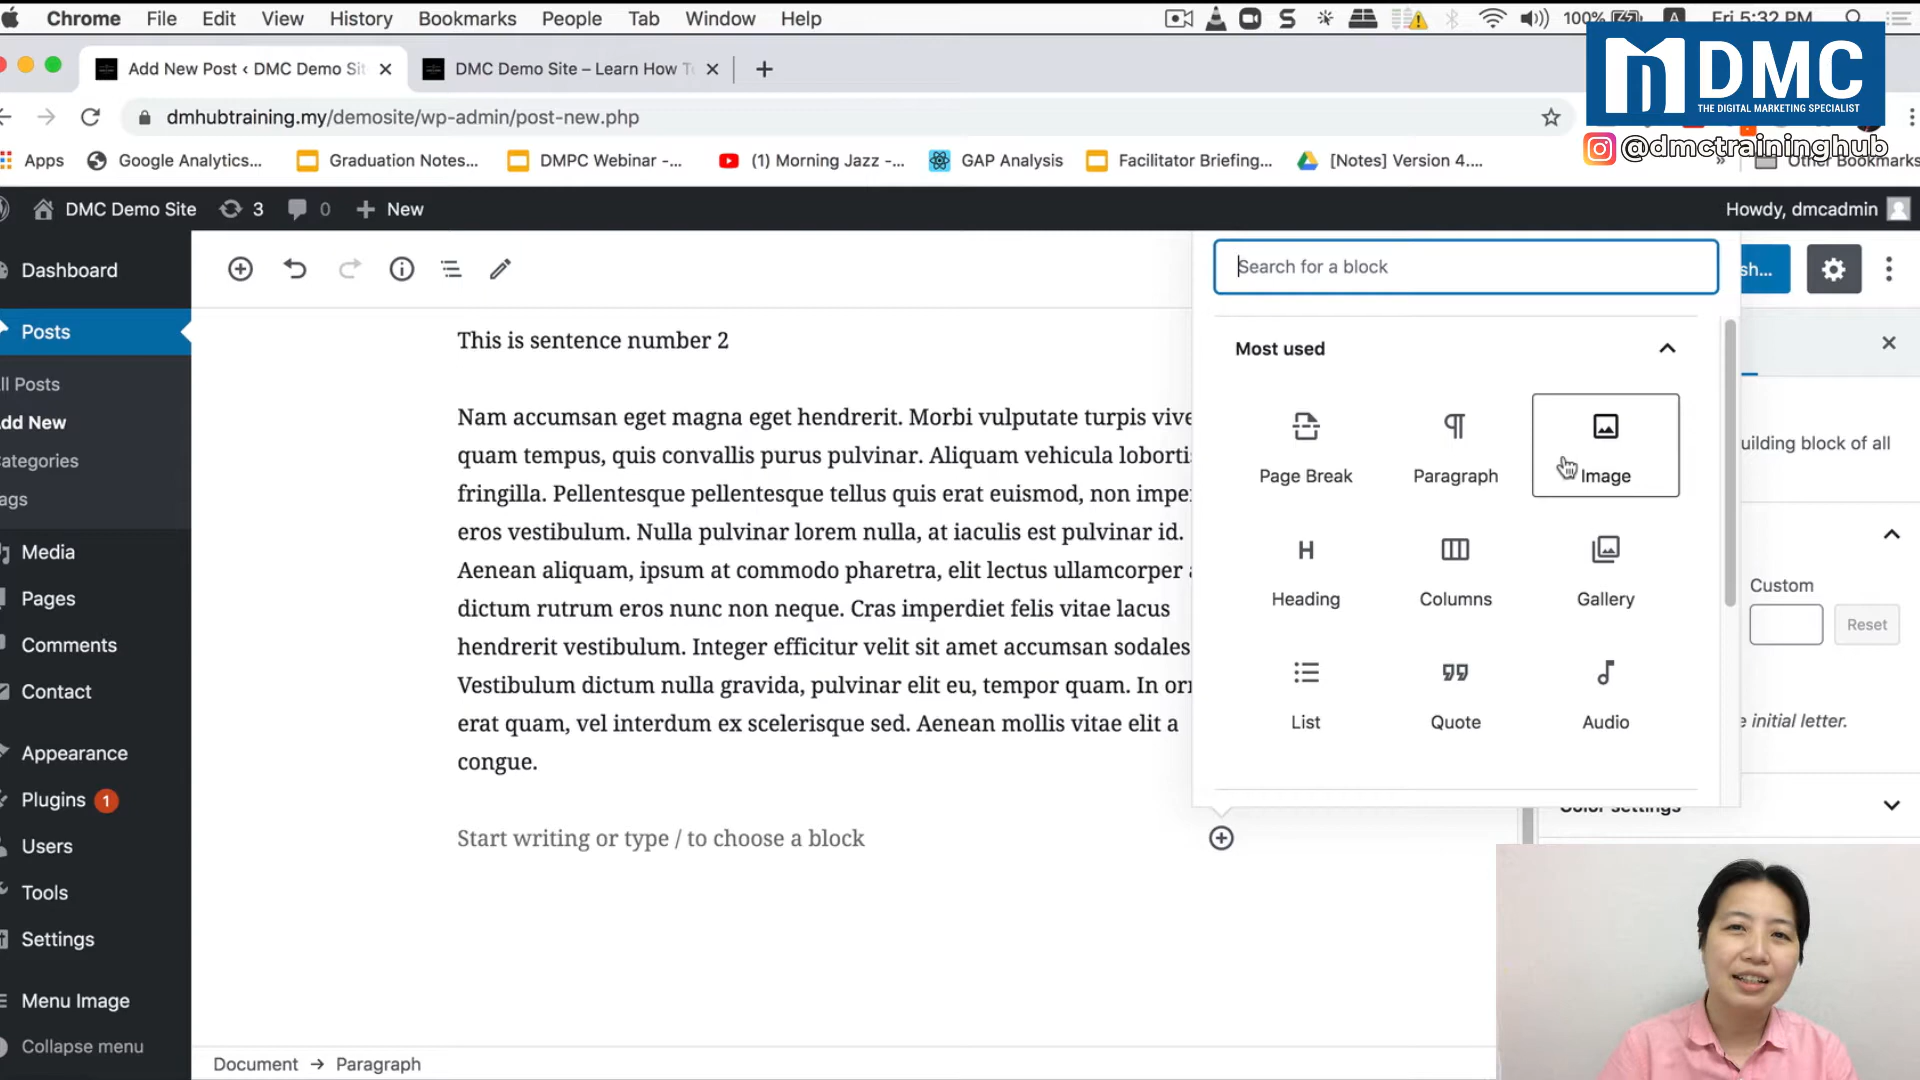 Chrome File Edit View History Bookmarks People Tab Window Help
100% A Fri 5:32 PM
Add New Post ‹ DMC Demo Sit
DMC Demo Site – Learn How T
DMC
THE DIGITAL MARKETING SPECIALIST
@dmctraininghub
dmhubtraining.my/demosite/wp-admin/post-new.php
Apps
Google Analytics...
Graduation Notes...
DMPC Webinar -...
(1) Morning Jazz -...
GAP Analysis
Facilitator Briefing...
[Notes] Version 4....
Other Bookmarks
DMC Demo Site 3 0 New
Howdy, dmcadmin
Dashboard
Posts
ll Posts
dd New
ategories
ags
Media
Pages
Comments
Contact
Appearance
Plugins 1
Users
Tools
Settings
Menu Image
Collapse menu
This is sentence number 2
Nam accumsan eget magna eget hendrerit. Morbi vulputate turpis vive
quam tempus, quis convallis purus pulvinar. Aliquam vehicula loborti
fringilla. Pellentesque pellentesque tellus quis erat euismod, non impe
eros vestibulum. Nulla pulvinar lorem nulla, at iaculis est pulvinar id.
Aenean aliquam, ipsum at commodo pharetra, elit lectus ullamcorper a
dictum rutrum eros nunc non neque. Cras imperdiet felis vitae lacus
hendrerit vestibulum. Integer efficitur velit sit amet accumsan sodales
Vestibulum dictum nulla gravida, pulvinar elit eu, tempor quam. In orn
erat quam, vel interdum ex scelerisque sed. Aenean mollis vitae elit a
congue.
Start writing or type / to choose a block
Search for a block
Most used
Page Break
Paragraph
Image
Heading
Columns
Gallery
List
Quote
Audio
sh...
uilding block of all
Custom
Reset
e initial letter.
Color settings
Document → Paragraph